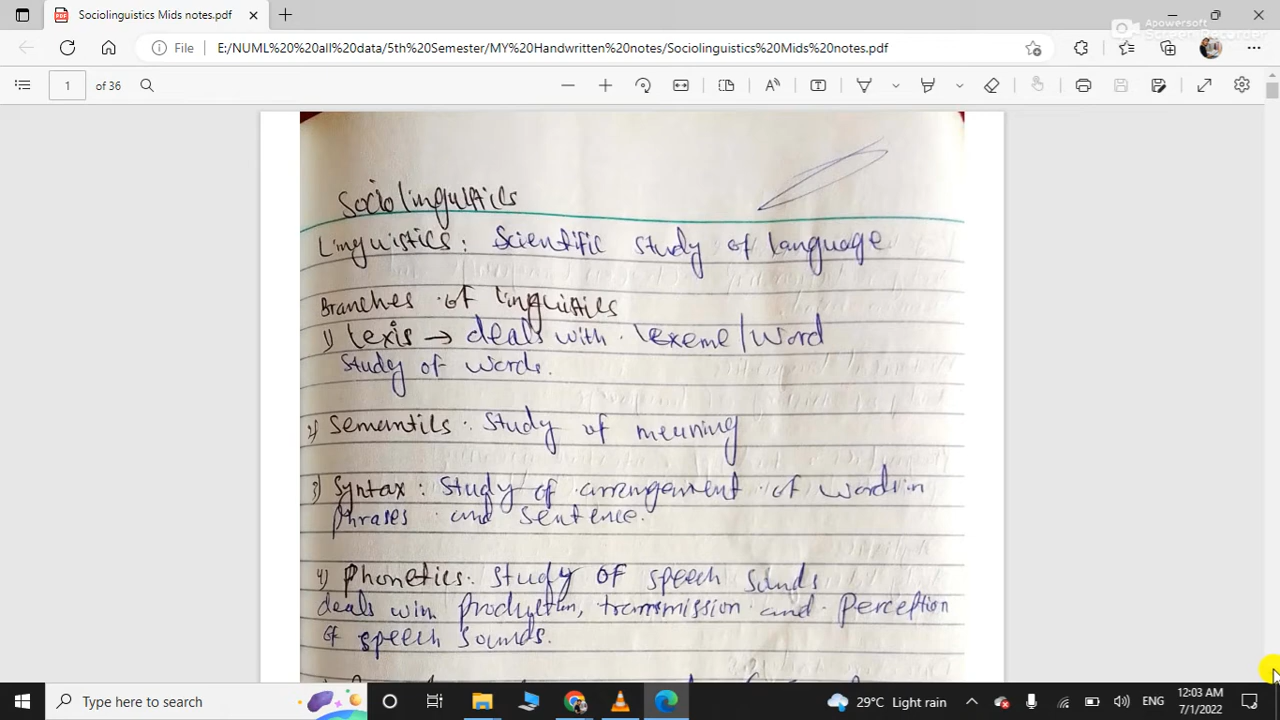 Sociolinguistics Mids notes.pdf
Apowersoft
Screen Recorder
File E:/NUML%20%20all%20data/5th%20Semester/MY%20Handwritten%20notes/Sociolinguistics%20Mids%20notes.pdf
1 of 36
Sociolinguistics
Linguistics: Scientific study of language
Branches of linguistics
1) Lexis → deals with Lexeme/Word
Study of words.
2) Semantics: Study of meaning
3) Syntax: Study of arrangement of words in
phrases and sentence.
4) Phonetics: Study of speech sounds
deals with production, transmission and perception
of speech sounds.
Type here to search
29°C Light rain
ENG
12:03 AM
7/1/2022